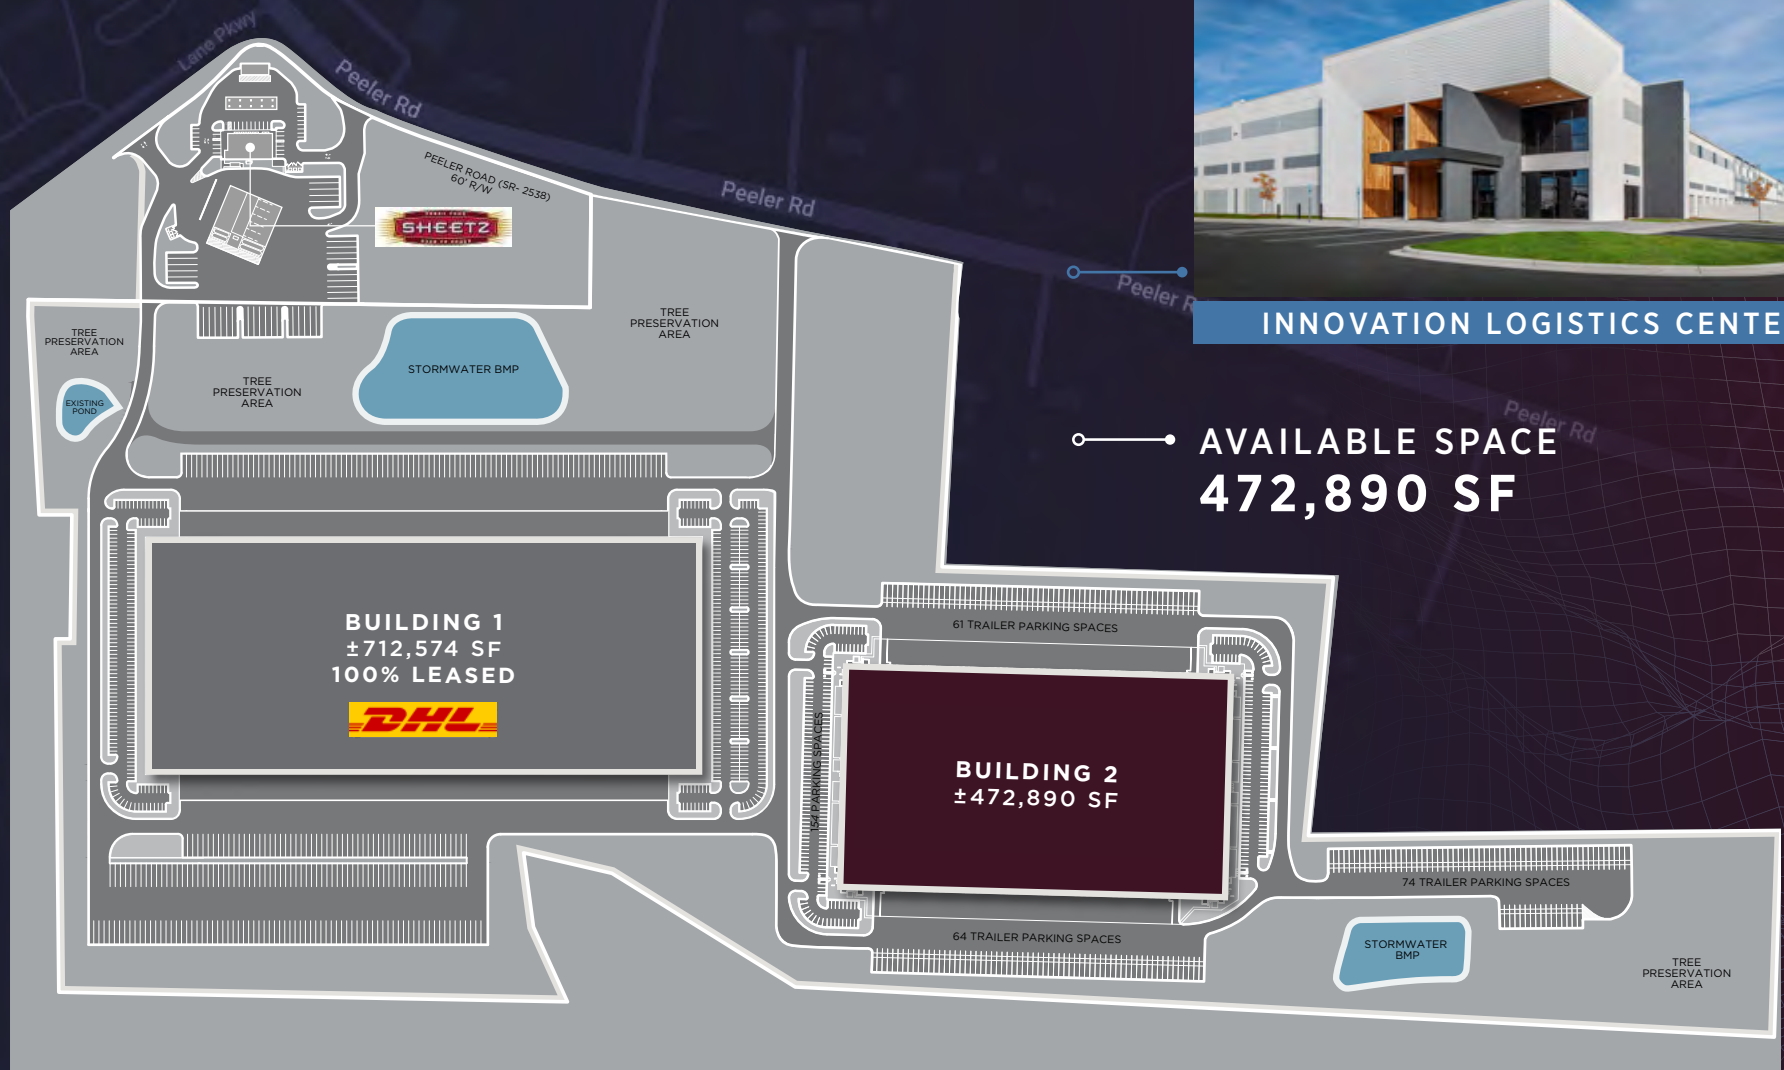 Lane Pkwy
Peeler Rd
PEELER ROAD (SR- 2538)
60' R/W
Peeler Rd
SHEETZ
Peeler R
INNOVATION LOGISTICS CENTE
TREE
PRESERVATION
AREA
TREE
PRESERVATION
AREA
STORMWATER BMP
TREE
PRESERVATION
AREA
EXISTING
POND
Peeler Rd
AVAILABLE SPACE
472,890 SF
BUILDING 1
±712,574 SF
100% LEASED
DHL
61 TRAILER PARKING SPACES
154 PARKING SPACES
BUILDING 2
±472,890 SF
64 TRAILER PARKING SPACES
74 TRAILER PARKING SPACES
STORMWATER
BMP
TREE
PRESERVATION
AREA